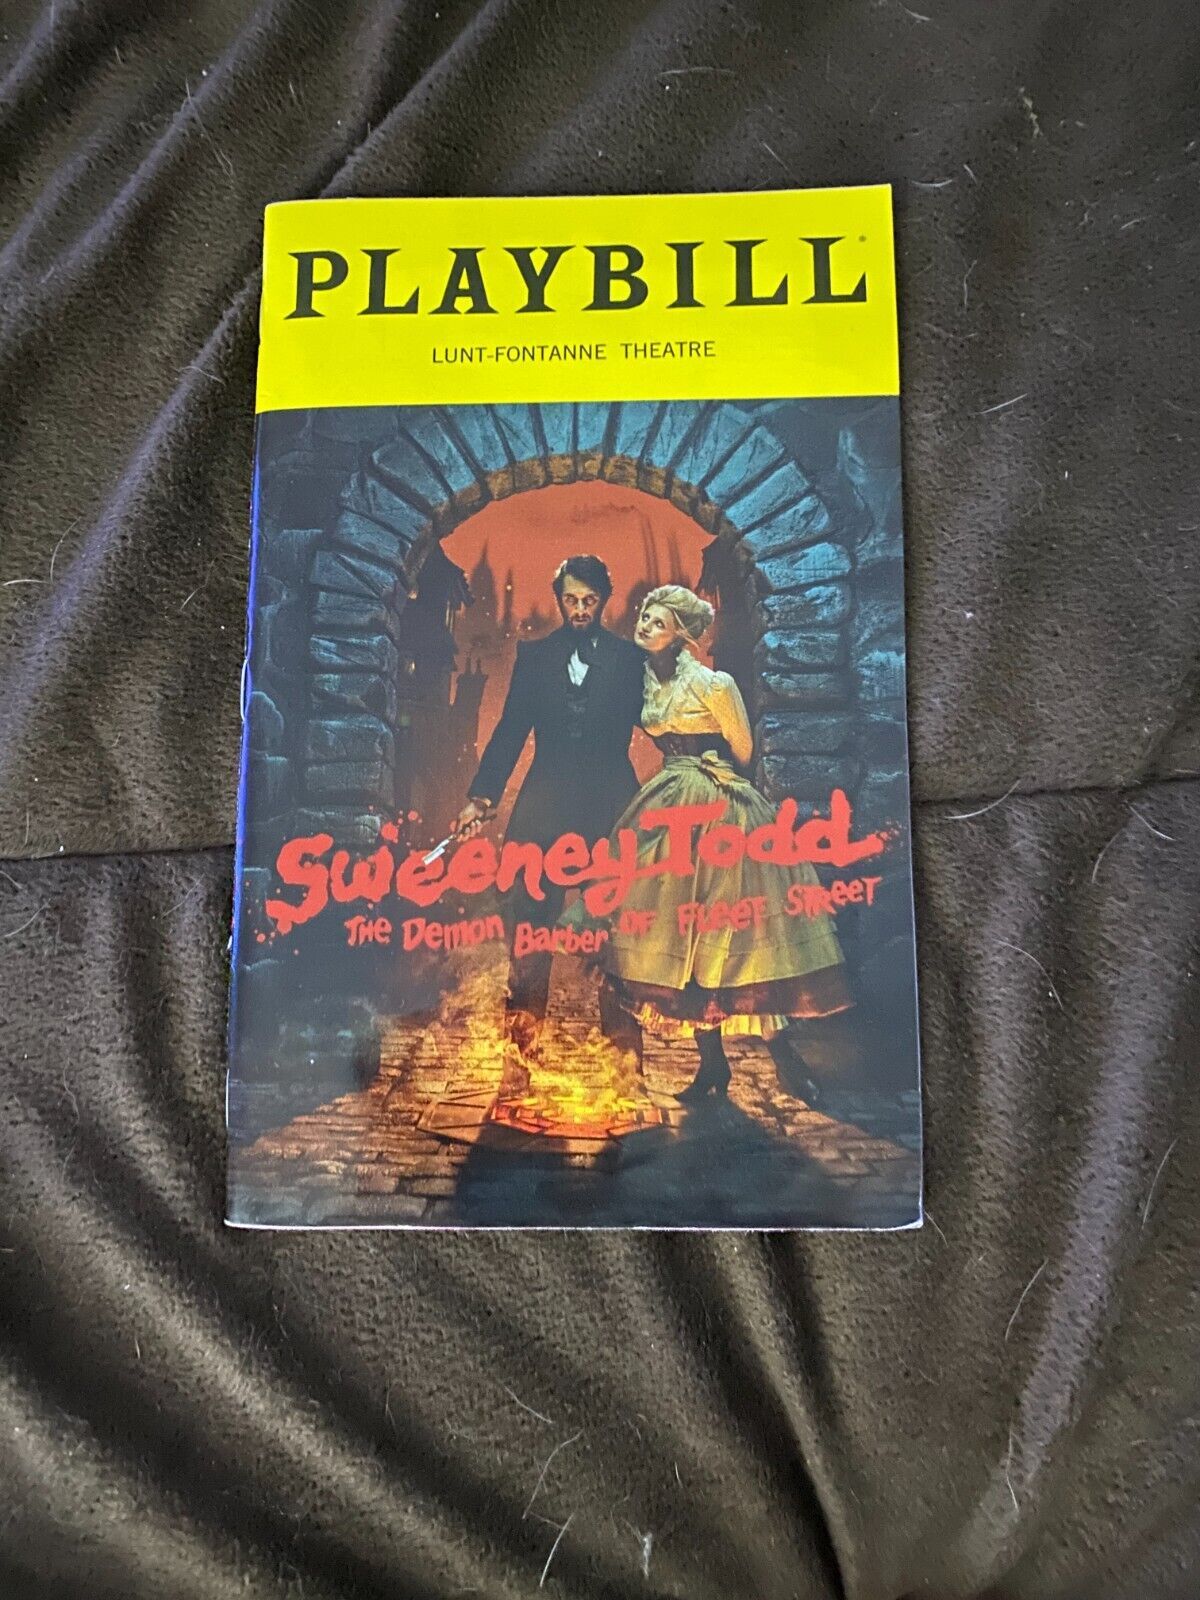 PLAYBILL®
LUNT-FONTANNE THEATRE
Sweeney Todd
THE Demon Barber OF FLEET STREET